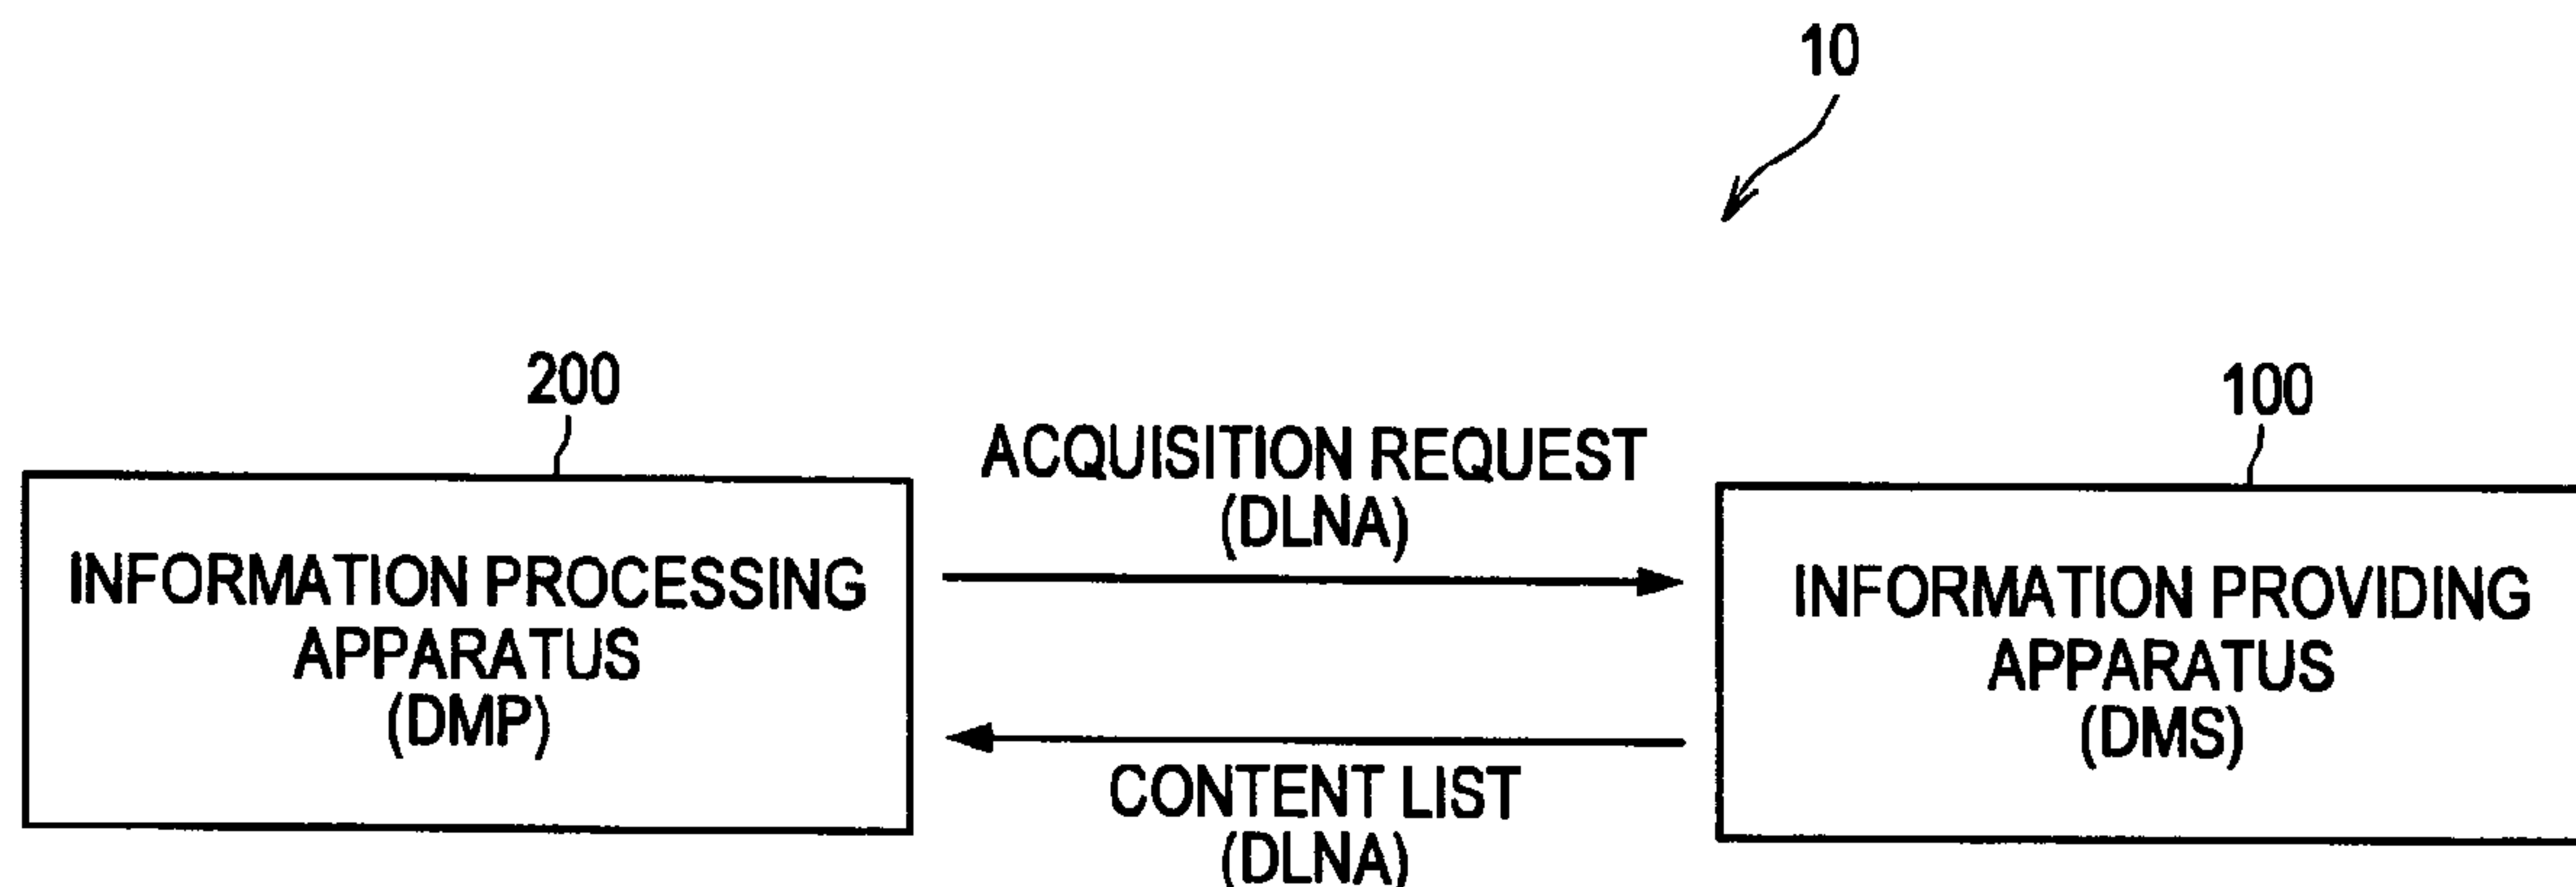 10
200
100
ACQUISITION REQUEST
(DLNA)
INFORMATION PROCESSING
APPARATUS
(DMP)
INFORMATION PROVIDING
APPARATUS
(DMS)
CONTENT LIST
(DLNA)